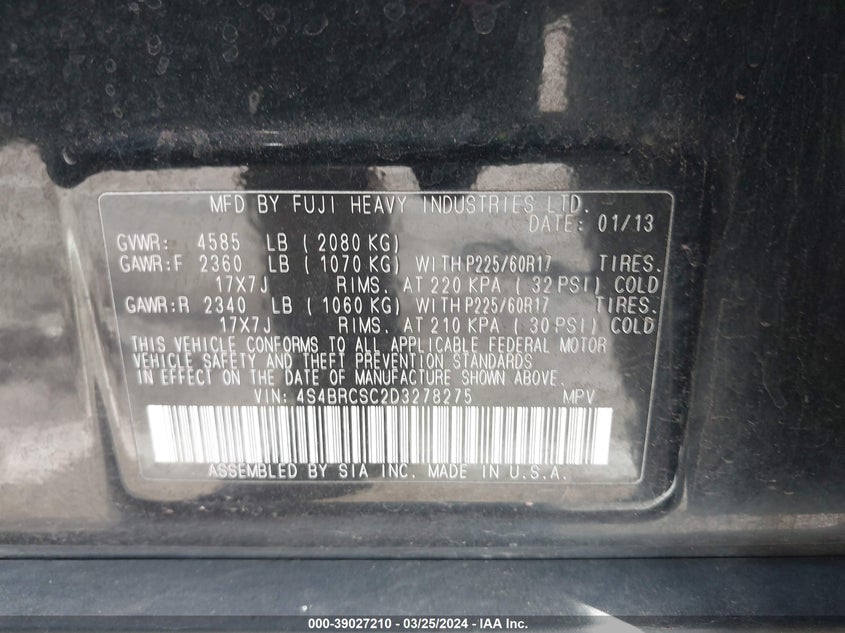 MFD BY FUJI HEAVY INDUSTRIES LTD.
DATE: 01/13
GVWR: 4585 LB ( 2080 KG)
GAWR:F 2360 LB ( 1070 KG) WITH P225/60R17 TIRES.
17X7J RIMS. AT 220 KPA ( 32 PSI) COLD
GAWR:R 2340 LB ( 1060 KG) WITH P225/60R17 TIRES.
17X7J RIMS. AT 210 KPA ( 30 PSI) COLD
THIS VEHICLE CONFORMS TO ALL APPLICABLE FEDERAL MOTOR
VEHICLE SAFETY AND THEFT PREVENTION STANDARDS
IN EFFECT ON THE DATE OF MANUFACTURE SHOWN ABOVE.
VIN: 4S4BRCSC2D3278275 MPV
ASSEMBLED BY SIA INC. MADE IN U.S.A.
000-39027210 - 03/25/2024 - IAA Inc.